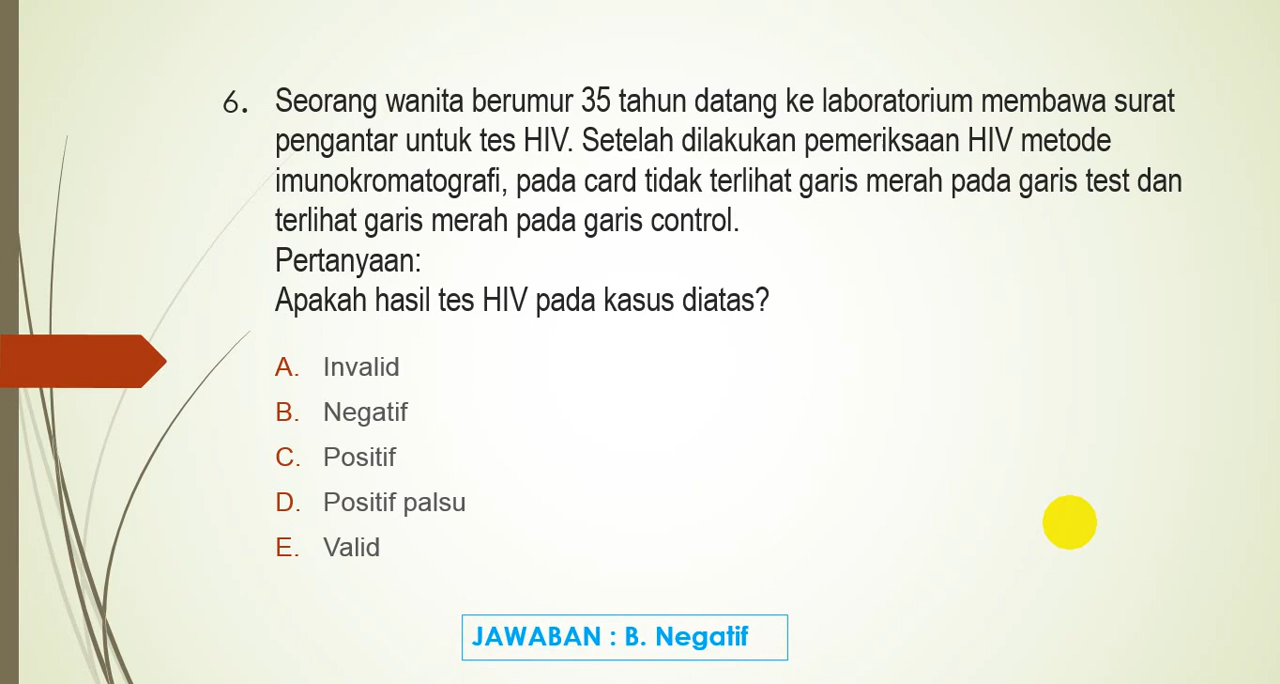 6. Seorang wanita berumur 35 tahun datang ke laboratorium membawa surat
pengantar untuk tes HIV. Setelah dilakukan pemeriksaan HIV metode
imunokromatografi, pada card tidak terlihat garis merah pada garis test dan
terlihat garis merah pada garis control.
Pertanyaan:
Apakah hasil tes HIV pada kasus diatas?
A. Invalid
B. Negatif
C. Positif
D. Positif palsu
E. Valid
JAWABAN : B. Negatif